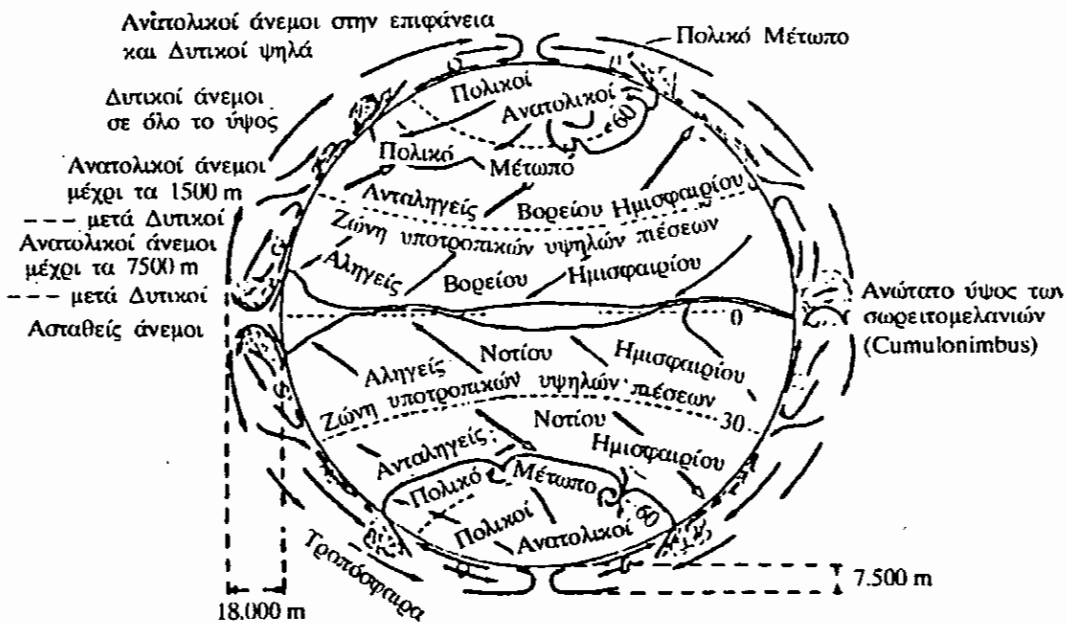 Ανατολικοί άνεμοι στην επιφάνεια
και Δυτικοί ψηλά
Πολικό Μέτωπο
Δυτικοί άνεμοι
σε όλο το ύψος
Ανατολικοί άνεμοι
μέχρι τα 1500 m
--- μετά Δυτικοί
Ανατολικοί άνεμοι
μέχρι τα 7500 m
--- μετά Δυτικοί
Ασταθείς άνεμοι
Πολικοί
Ανατολικοί
60
Πολικό Μέτωπο
Ανταληγείς Βορείου Ημισφαιρίου
Ζώνη υποτροπικών υψηλών πιέσεων
Αληγείς Βορείου Ημισφαιρίου
0
Ανώτατο ύψος των
σωρειτομελανιών
(Cumulonimbus)
Αληγείς Νοτίου Ημισφαιρίου
Ζώνη υποτροπικών υψηλών πιέσεων
30
Ανταληγείς Νοτίου Ημισφαιρίου
Πολικό Μέτωπο
60
Πολικοί Ανατολικοί
Τροπόσφαιρα
18.000 m
7.500 m